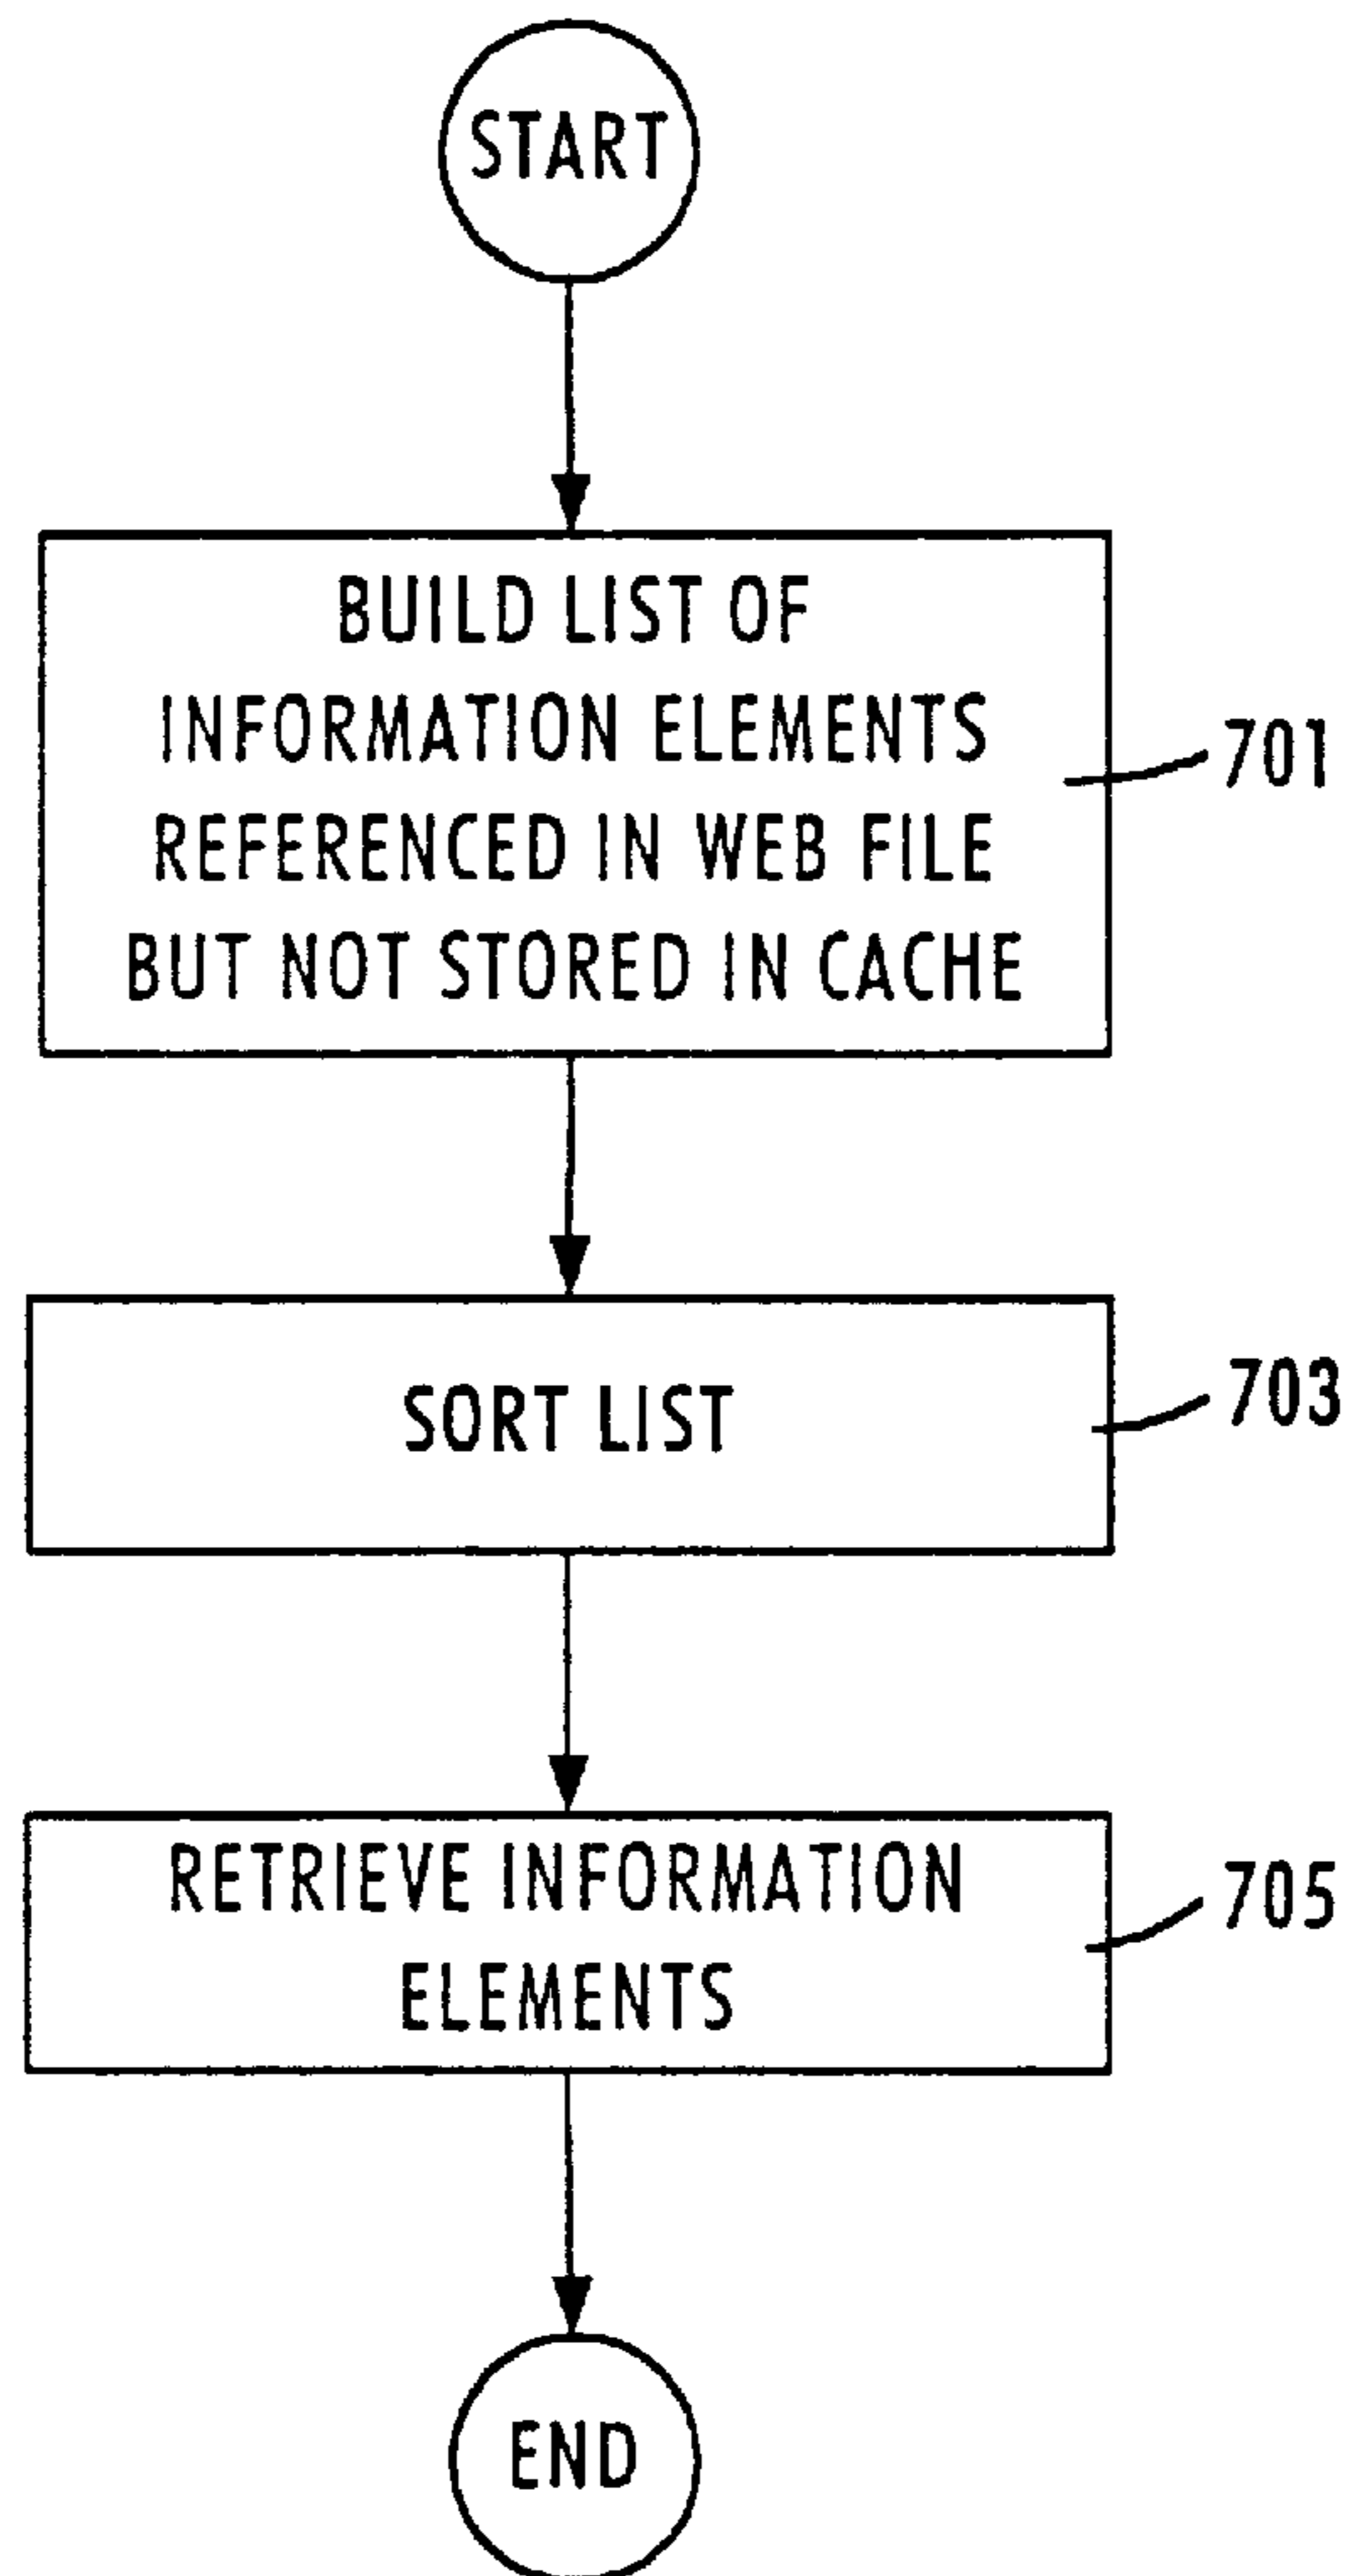 START
BUILD LIST OF
INFORMATION ELEMENTS
REFERENCED IN WEB FILE
BUT NOT STORED IN CACHE
701
SORT LIST
703
RETRIEVE INFORMATION
ELEMENTS
705
END